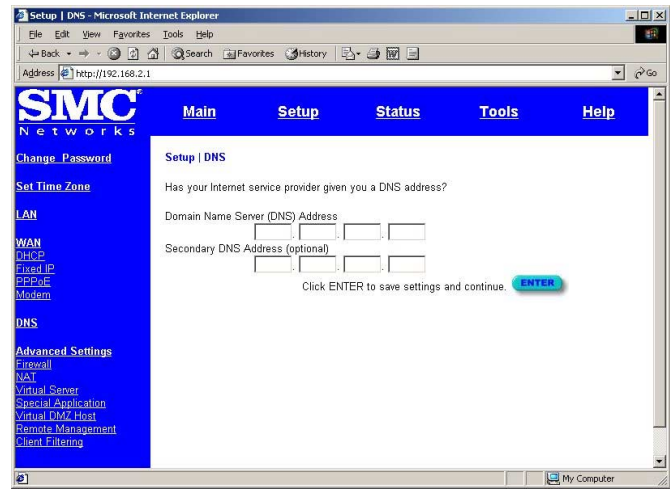 Setup | DNS - Microsoft Internet Explorer
File Edit View Favorites Tools Help
Back Search Favorites History
Address http://192.168.2.1 Go
SMC®
Networks
Main Setup Status Tools Help
Change Password
Set Time Zone
LAN
WAN
DHCP
Fixed IP
PPPoE
Modem
DNS
Advanced Settings
Firewall
NAT
Virtual Server
Special Application
Virtual DMZ Host
Remote Management
Client Filtering
Setup | DNS
Has your Internet service provider given you a DNS address?
Domain Name Server (DNS) Address
. . .
Secondary DNS Address (optional)
. . .
Click ENTER to save settings and continue. ENTER
My Computer